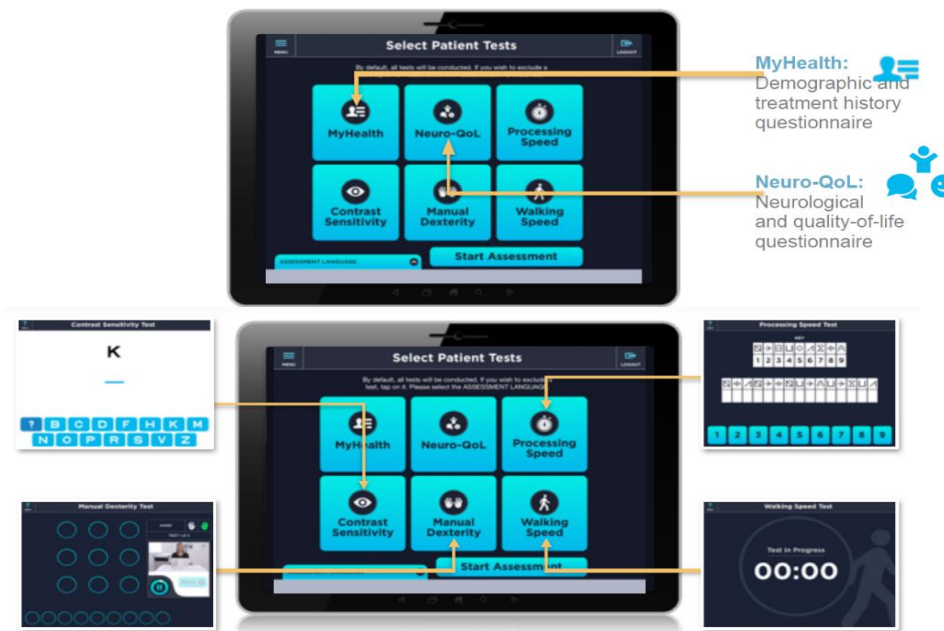 Select Patient Tests
MENU
LOGOUT
By default, all tests will be conducted. If you wish to exclude a
MyHealth
Neuro-QoL
Processing
Speed
Contrast
Sensitivity
Manual
Dexterity
Walking
Speed
ASSESSMENT LANGUAGE
Start Assessment
MyHealth:
Demographic and
treatment history
questionnaire
Neuro-QoL:
Neurological
and quality-of-life
questionnaire
Contrast Sensitivity Test
K
? B C D F H K M
N O P R S V Z
Select Patient Tests
MENU
LOGOUT
By default, all tests will be conducted. If you wish to exclude a
test, tap on it. Please select the ASSESSMENT LANGUAGE
MyHealth
Neuro-QoL
Processing
Speed
Contrast
Sensitivity
Manual
Dexterity
Walking
Speed
Start Assessment
Processing Speed Test
KEY
1 2 3 4 5 6 7 8 9
1 2 3 4 5 6 7 8 9
Manual Dexterity Test
Walking Speed Test
Test in Progress
00:00